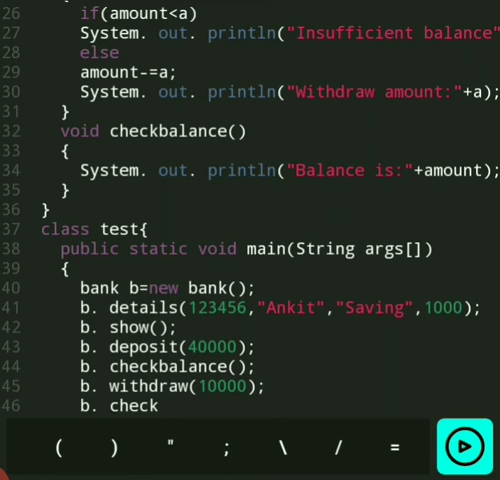 26 if(amount<a)
27 System. out. println("Insufficient balance"
28 else
29 amount-=a;
30 System. out. println("Withdraw amount:"+a);
31 }
32 void checkbalance()
33 {
34 System. out. println("Balance is:"+amount);
35 }
36 }
37 class test{
38 public static void main(String args[])
39 {
40 bank b=new bank();
41 b. details(123456,"Ankit","Saving",1000);
42 b. show();
43 b. deposit(40000);
44 b. checkbalance();
45 b. withdraw(10000);
46 b. check
( ) " ; \ / =